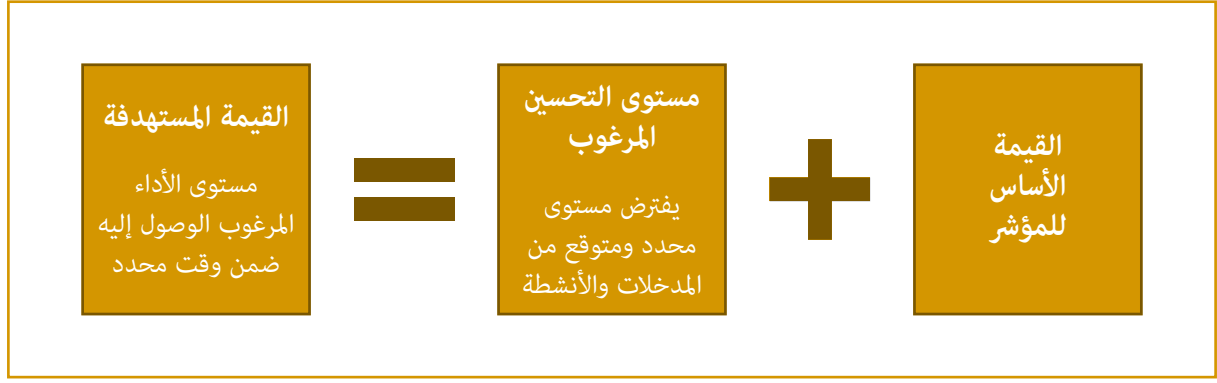 القيمة
الأساس
للمؤشر
+
مستوى التحسين
المرغوب
يفترض مستوى
محدد ومتوقع من
المدخلات والأنشطة
=
القيمة المستهدفة
مستوى الأداء
المرغوب الوصول إليه
ضمن وقت محدد